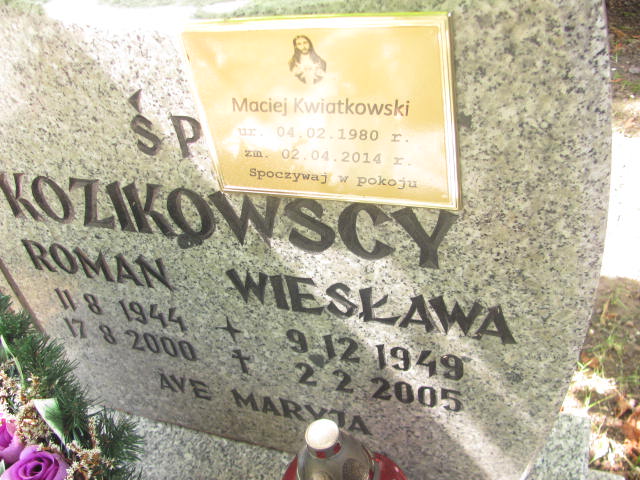 Maciej Kwiatkowski
ur. 04.02.1980 r.
zm. 02.04.2014 r.
Spoczywaj w pokoju
ŚP
KOZIKOWSCY
ROMAN WIESŁAWA
11 8 1944 9.12 1949
17 8 2000 2 2 2005
AVE MARYJA